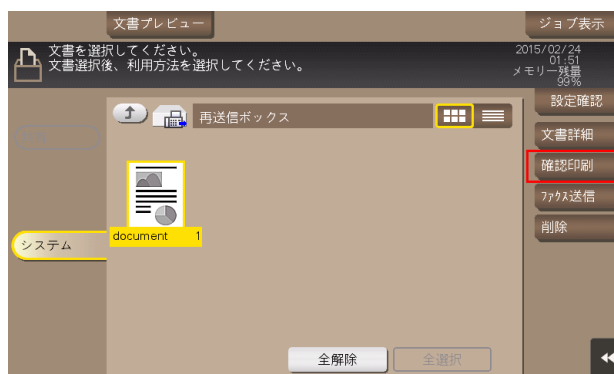 文書プレビュー
ジョブ表示
文書を選択してください。
文書選択後、利用方法を選択してください。
2015/02/24
01:51
メモリー残量
99%
設定確認
再送信ボックス
文書詳細
確認印刷
ファクス送信
document 1
削除
システム
全解除
全選択